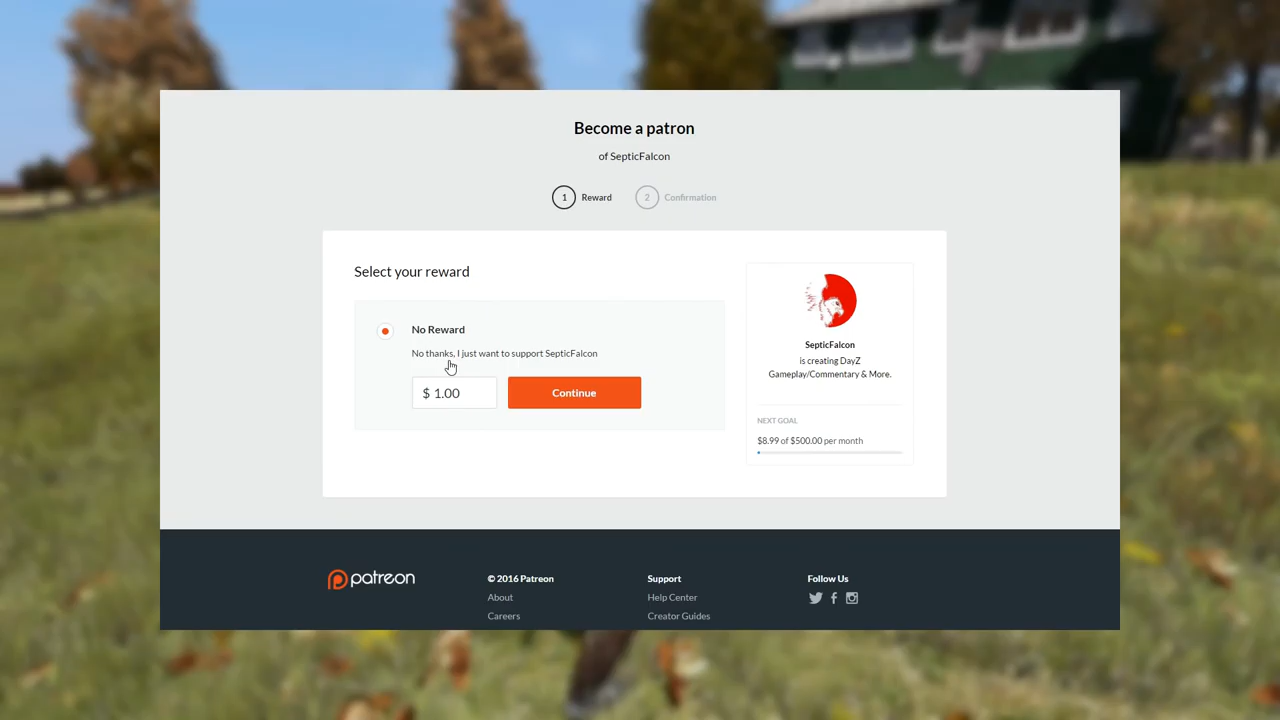 Become a patron
of SepticFalcon
1 Reward 2 Confirmation
Select your reward
No Reward
No thanks, I just want to support SepticFalcon
$ 1.00 Continue
SepticFalcon
is creating DayZ
Gameplay/Commentary & More.
NEXT GOAL
$8.99 of $500.00 per month
patreon
© 2016 Patreon
About
Careers
Support
Help Center
Creator Guides
Follow Us